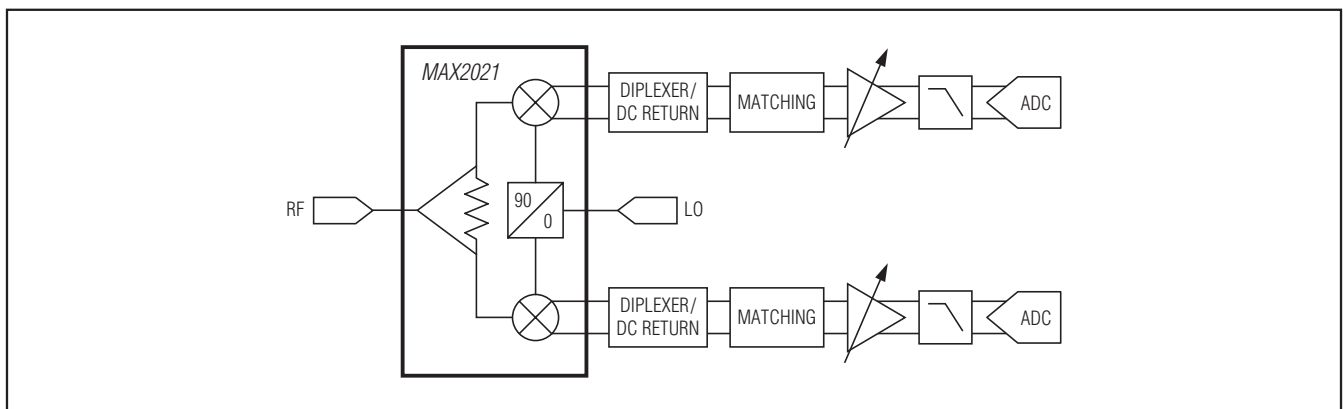 MAX2021
DIPLEXER/
DC RETURN
MATCHING
ADC
RF
90
0
LO
DIPLEXER/
DC RETURN
MATCHING
ADC